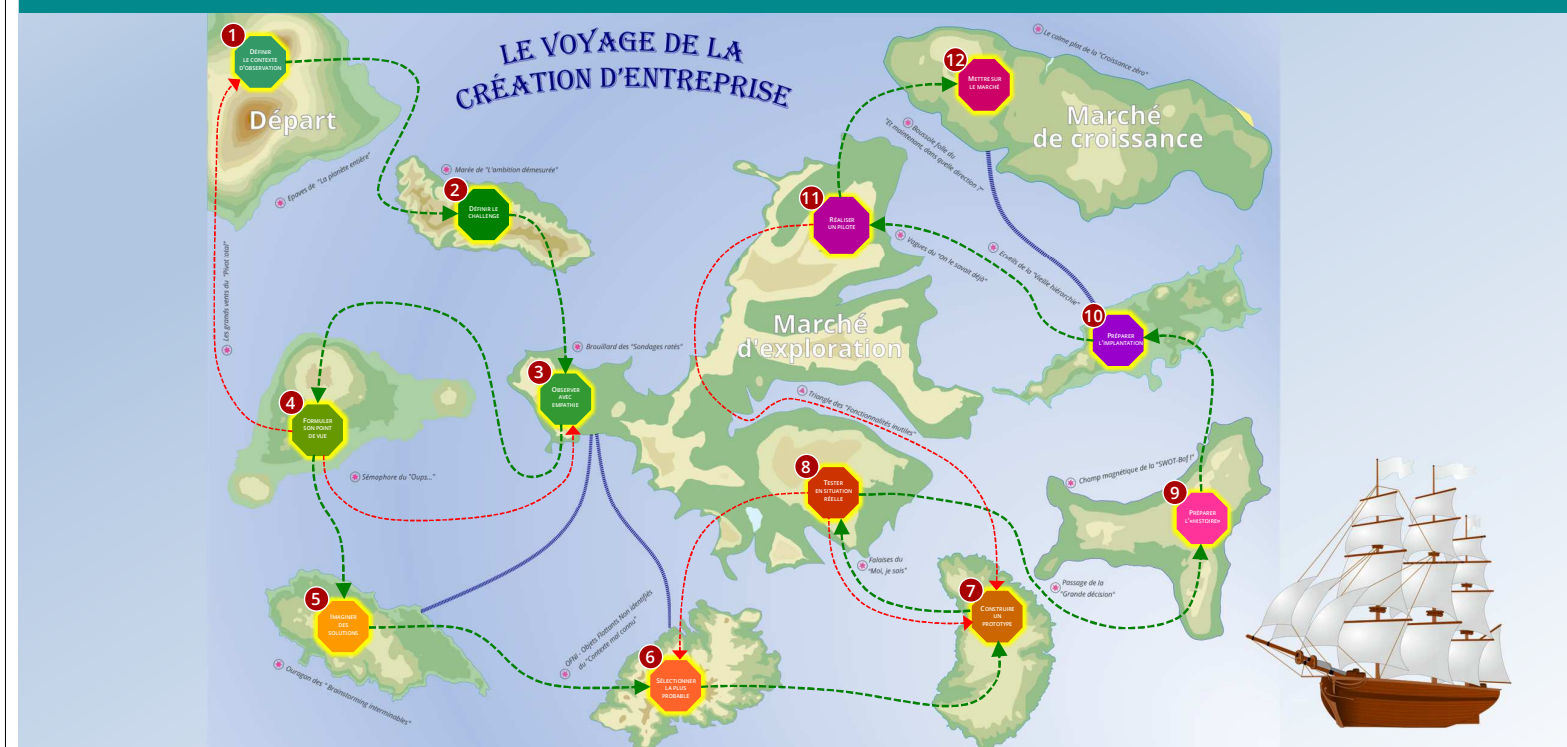 LE VOYAGE DE LA
CRÉATION D'ENTREPRISE
1
DÉFINIR
LE CONTEXTE
D'OBSERVATION
Départ
Epaves de "La planète entière"
Marée de "L'ambition démesurée"
2
DÉFINIR LE
CHALLENGE
Les grands vents du "Pivot total"
Brouillard des "Sondages ratés"
3
OBSERVER
AVEC
EMPATHIE
4
FORMULER
SON POINT
DE VUE
Sémaphore du "Oups..."
5
IMAGINER
DES
SOLUTIONS
Ouragan des " Brainstorming interminables"
OFNI - Objets Flottants Non Identifiés
du "Contexte mal connu"
6
SÉLECTIONNER
LA PLUS
PROBABLE
7
CONSTRUIRE
UN
PROTOTYPE
Falaises du
"Moi, je sais"
8
TESTER
EN SITUATION
RÉELLE
Triangle des "Fonctionnalités inutiles"
Marché
d'exploration
Passage de la
"Grande décision"
Champ magnétique de la "SWOT-Bof !"
9
PRÉPARER
L'«HISTOIRE»
10
PRÉPARER
L'IMPLANTATION
Ecueils de la "Vieille hiérarchie"
Vagues du "On le savait déjà"
11
RÉALISER
UN PILOTE
Boussole folle du
"Et maintenant, dans quelle direction ?"
12
METTRE SUR
LE MARCHÉ
Le calme plat de la "Croissance zéro"
Marché
de croissance